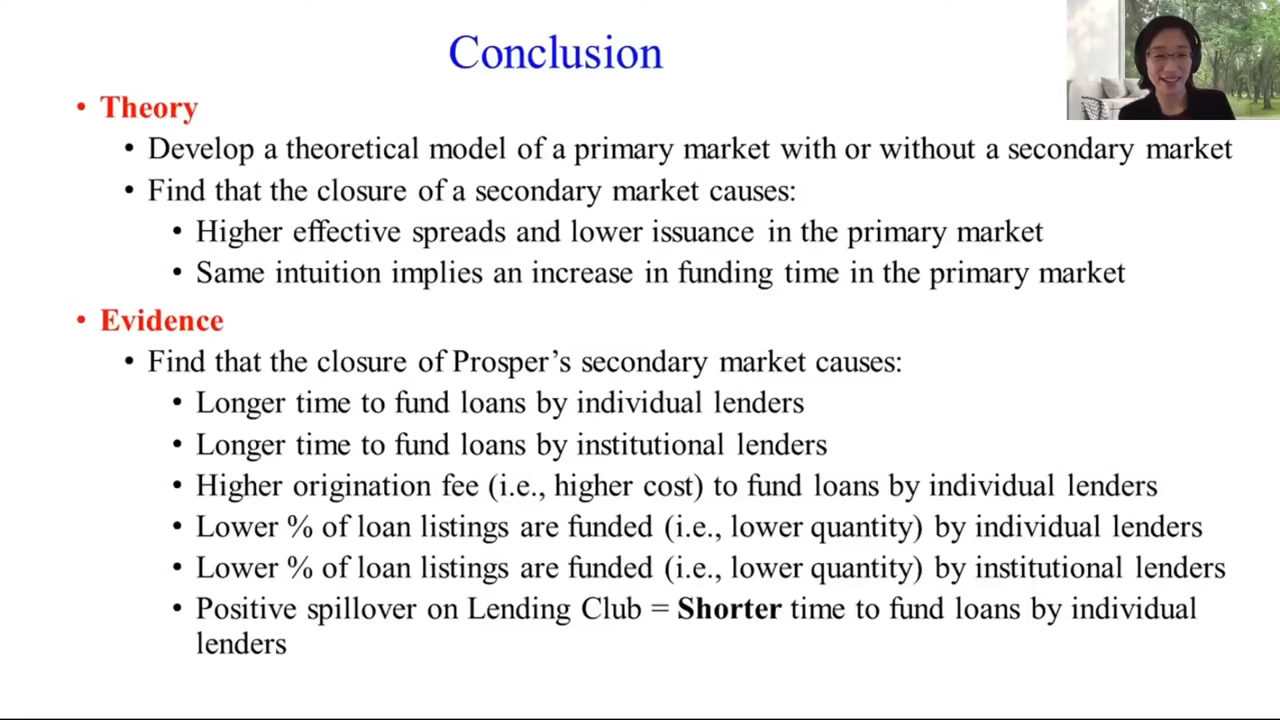 Conclusion
• Theory
• Develop a theoretical model of a primary market with or without a secondary market
• Find that the closure of a secondary market causes:
• Higher effective spreads and lower issuance in the primary market
• Same intuition implies an increase in funding time in the primary market
• Evidence
• Find that the closure of Prosper’s secondary market causes:
• Longer time to fund loans by individual lenders
• Longer time to fund loans by institutional lenders
• Higher origination fee (i.e., higher cost) to fund loans by individual lenders
• Lower % of loan listings are funded (i.e., lower quantity) by individual lenders
• Lower % of loan listings are funded (i.e., lower quantity) by institutional lenders
• Positive spillover on Lending Club = Shorter time to fund loans by individual
lenders